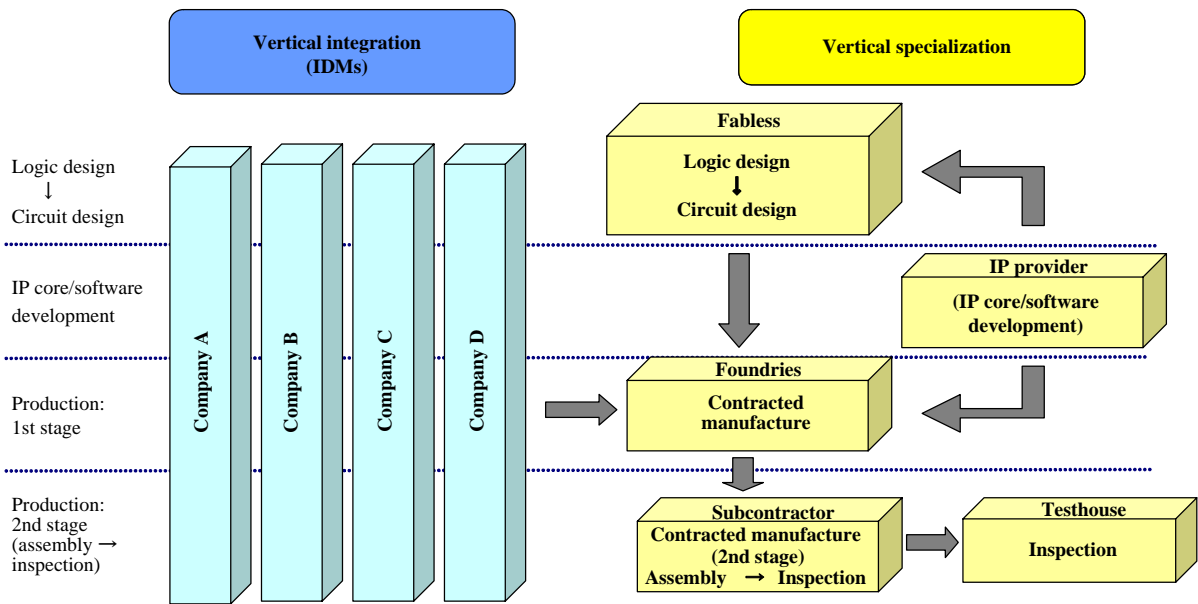 Vertical integration
(IDMs)
Vertical specialization
Logic design
↓
Circuit design
IP core/software
development
Production:
1st stage
Production:
2nd stage
(assembly →
inspection)
Company A
Company B
Company C
Company D
Fabless
Logic design
↓
Circuit design
IP provider
(IP core/software
development)
Foundries
Contracted
manufacture
Subcontractor
Contracted manufacture
(2nd stage)
Assembly → Inspection
Testhouse
Inspection